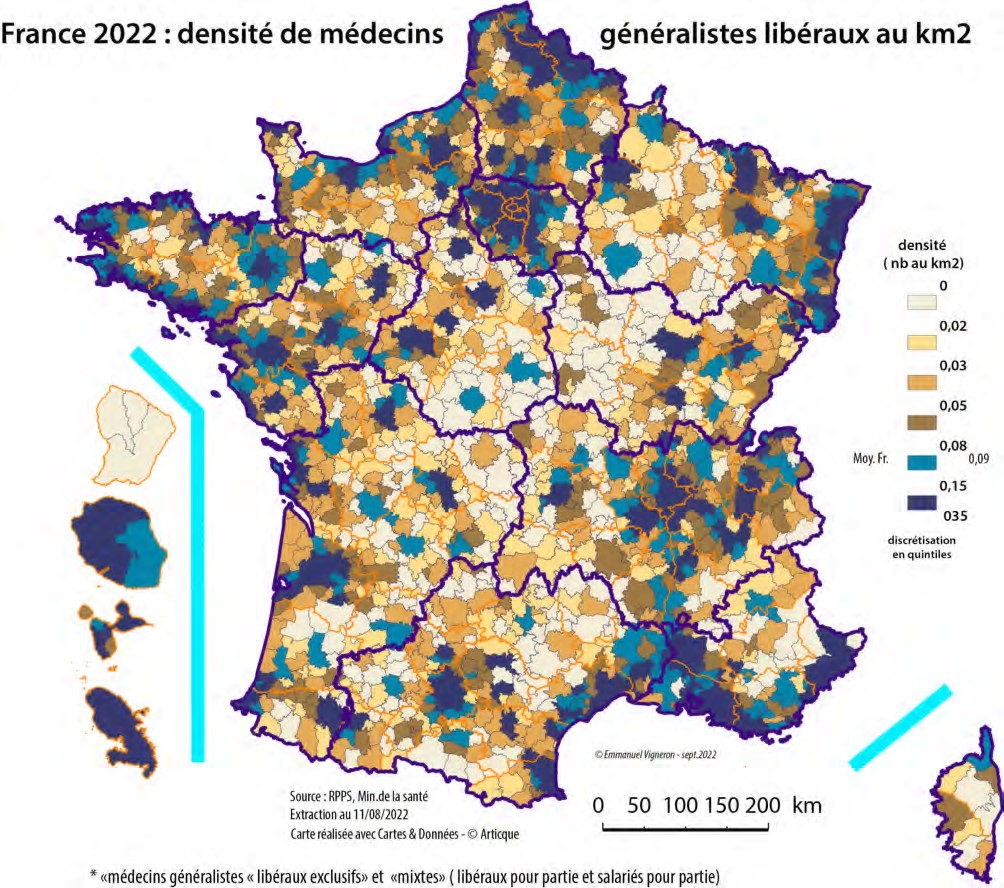 France 2022 : densité de médecins généralistes libéraux au km2
densité
( nb au km2)
0
0,02
0,03
0,05
0,08
Moy. Fr. 0,09
0,15
035
discrétisation
en quintiles
© Emmanuel Vigneron - sept.2022
Source : RPPS, Min.de la santé
Extraction au 11/08/2022
Carte réalisée avec Cartes & Données - © Articque
0 50 100 150 200 km
* «médecins généralistes « libéraux exclusifs» et «mixtes» ( libéraux pour partie et salariés pour partie)